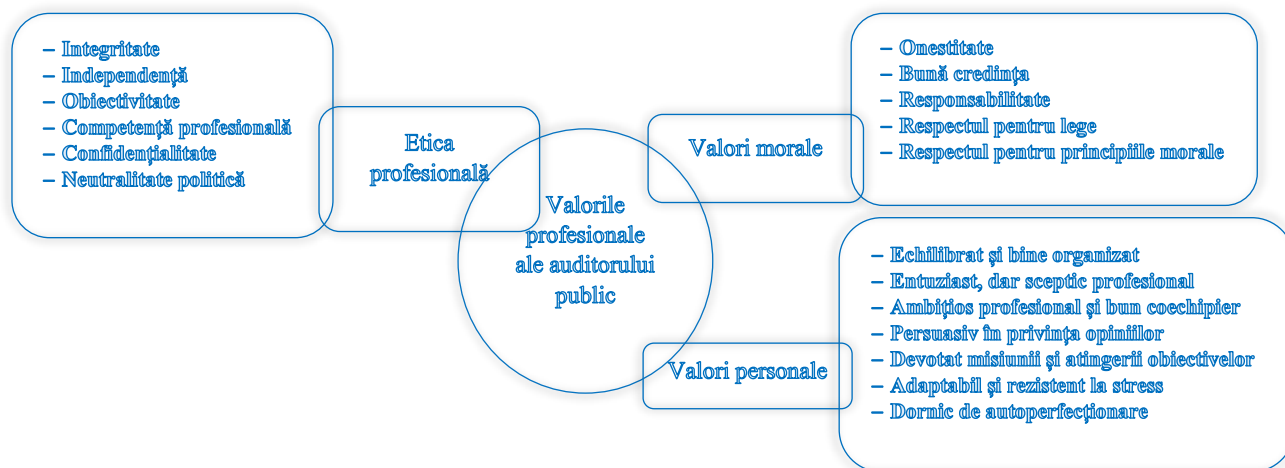 – Integritate
– Independență
– Obiectivitate
– Competență profesională
– Confidențialitate
– Neutralitate politică
Etica
profesională
Valorile
profesionale
ale auditorului
public
Valori morale
– Onestitate
– Bună credința
– Responsabilitate
– Respectul pentru lege
– Respectul pentru principiile morale
Valori personale
– Echilibrat și bine organizat
– Entuziast, dar sceptic profesional
– Ambițios profesional și bun coechipier
– Persuasiv în privința opiniilor
– Devotat misiunii și atingerii obiectivelor
– Adaptabil și rezistent la stress
– Dornic de autoperfecționare